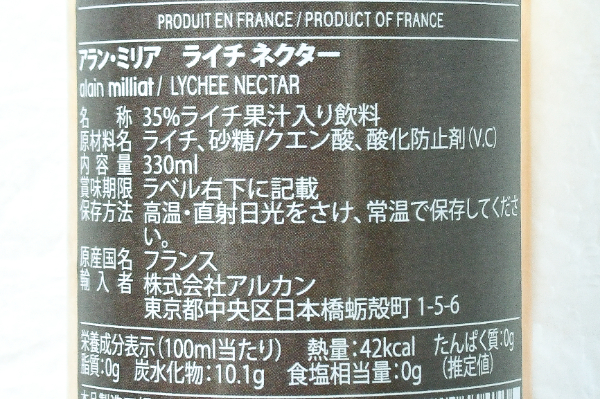 PRODUIT EN FRANCE / PRODUCT OF FRANCE
アラン・ミリア ライチ ネクター
alain milliat / LYCHEE NECTAR
名称 35%ライチ果汁入り飲料
原材料名 ライチ、砂糖/クエン酸、酸化防止剤(V.C)
内容量 330ml
賞味期限 ラベル右下に記載
保存方法 高温・直射日光をさけ、常温で保存してくださ
い。
原産国名 フランス
輸入者 株式会社アルカン
東京都中央区日本橋蛎殻町 1-5-6
栄養成分表示(100ml当たり) 熱量:42kcal たんぱく質:0g
脂質:0g 炭水化物:10.1g 食塩相当量:0g (推定値)